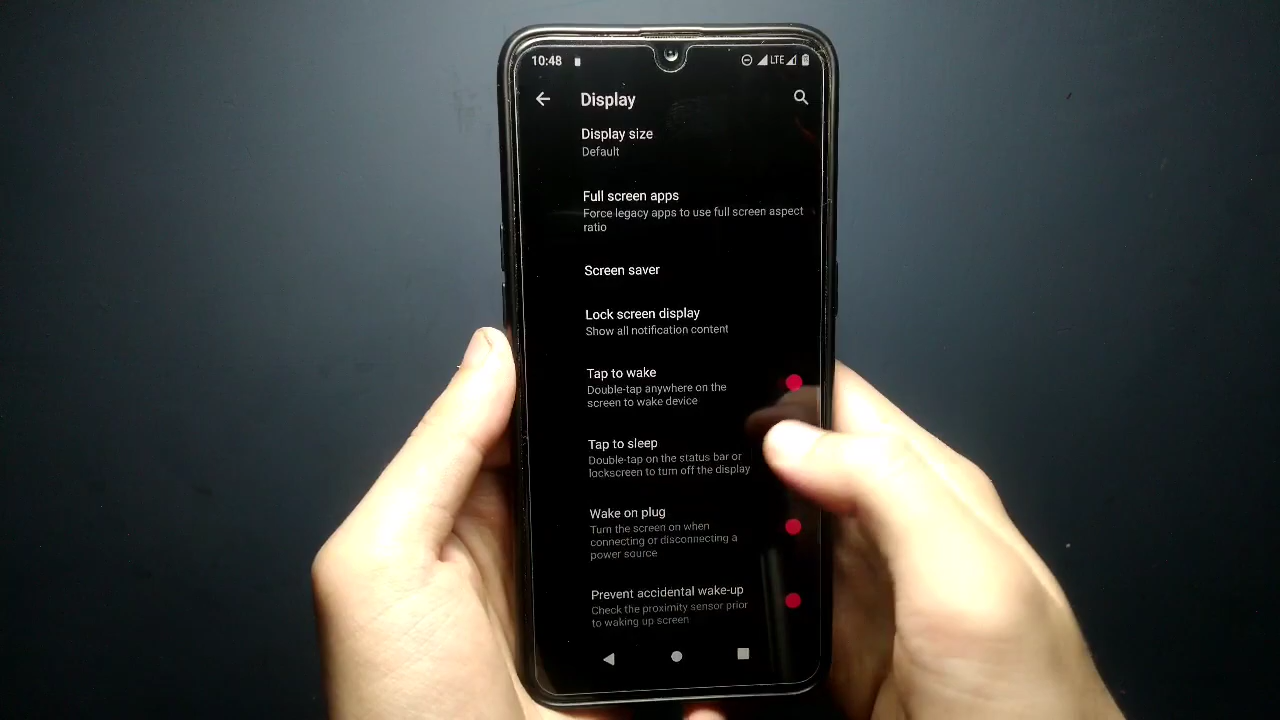 10:48
LTE
Display
Display size
Default
Full screen apps
Force legacy apps to use full screen aspect
ratio
Screen saver
Lock screen display
Show all notification content
Tap to wake
Double-tap anywhere on the
screen to wake device
Tap to sleep
Double-tap on the status bar or
lockscreen to turn off the display
Wake on plug
Turn the screen on when
connecting or disconnecting a
power source
Prevent accidental wake-up
Check the proximity sensor prior
to waking up screen